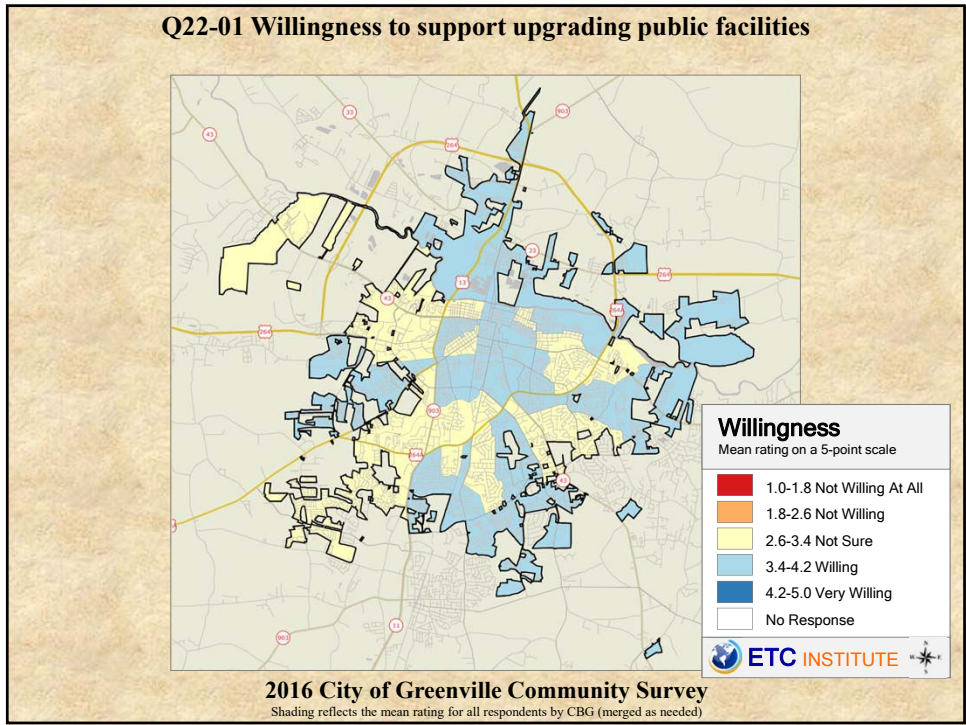 Q22-01 Willingness to support upgrading public facilities
33
903
43
264
33
13
264
43
264A
264
903
264A
43
903
11
Willingness
Mean rating on a 5-point scale
1.0-1.8 Not Willing At All
1.8-2.6 Not Willing
2.6-3.4 Not Sure
3.4-4.2 Willing
4.2-5.0 Very Willing
No Response
ETC INSTITUTE
2016 City of Greenville Community Survey
Shading reflects the mean rating for all respondents by CBG (merged as needed)